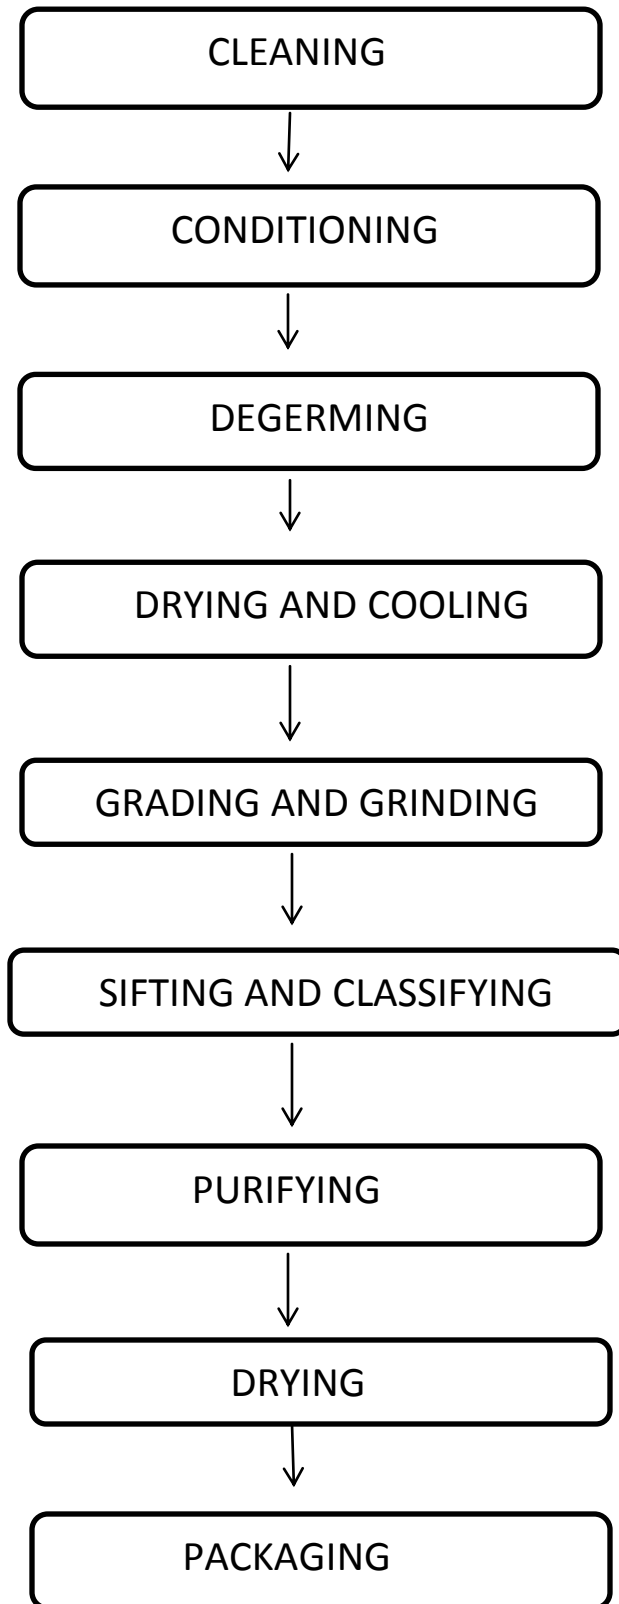 CLEANING
CONDITIONING
DEGERMING
DRYING AND COOLING
GRADING AND GRINDING
SIFTING AND CLASSIFYING
PURIFYING
DRYING
PACKAGING